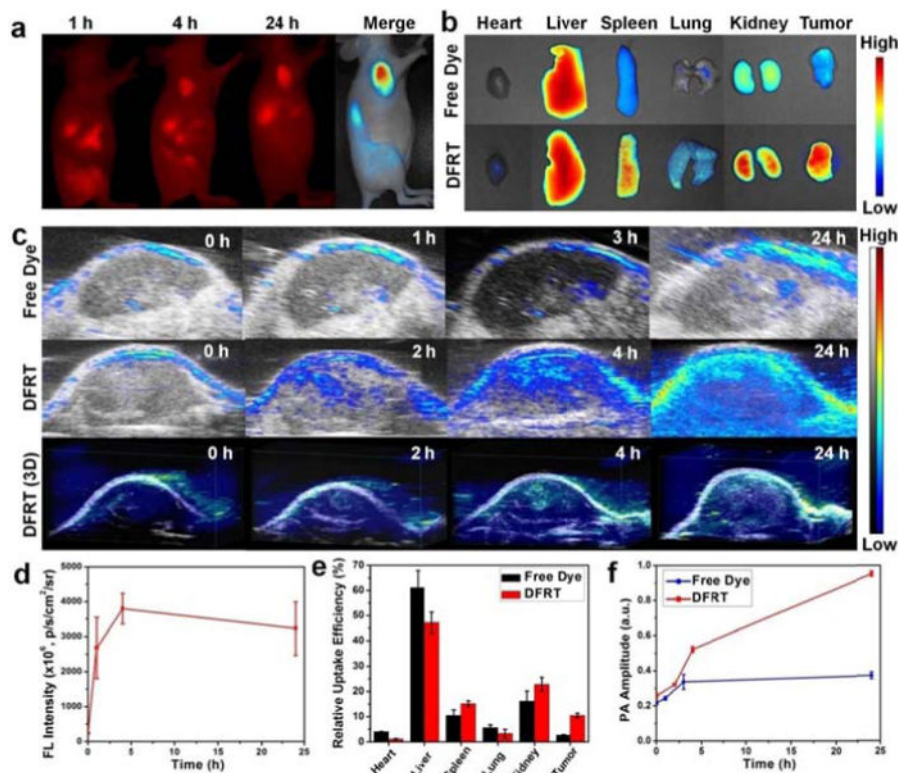 a
1 h 4 h 24 h Merge
b
Heart Liver Spleen Lung Kidney Tumor
Free Dye
DFRT
High
Low
c
Free Dye
0 h 1 h 3 h 24 h
DFRT
0 h 2 h 4 h 24 h
DFRT (3D)
0 h 2 h 4 h 24 h
High
Low
d
FL Intensity (x10⁶, p/s/cm²/sr)
5000
4000
3000
2000
1000
0
0 5 10 15 20 25
Time (h)
e
Relative Uptake Efficiency (%)
70
60
50
40
30
20
10
0
Free Dye
DFRT
Heart Liver Spleen Lung Kidney Tumor
f
PA Amplitude (a.u.)
1.0
0.8
0.6
0.4
0.2
0.0
Free Dye
DFRT
0 5 10 15 20 25
Time (h)